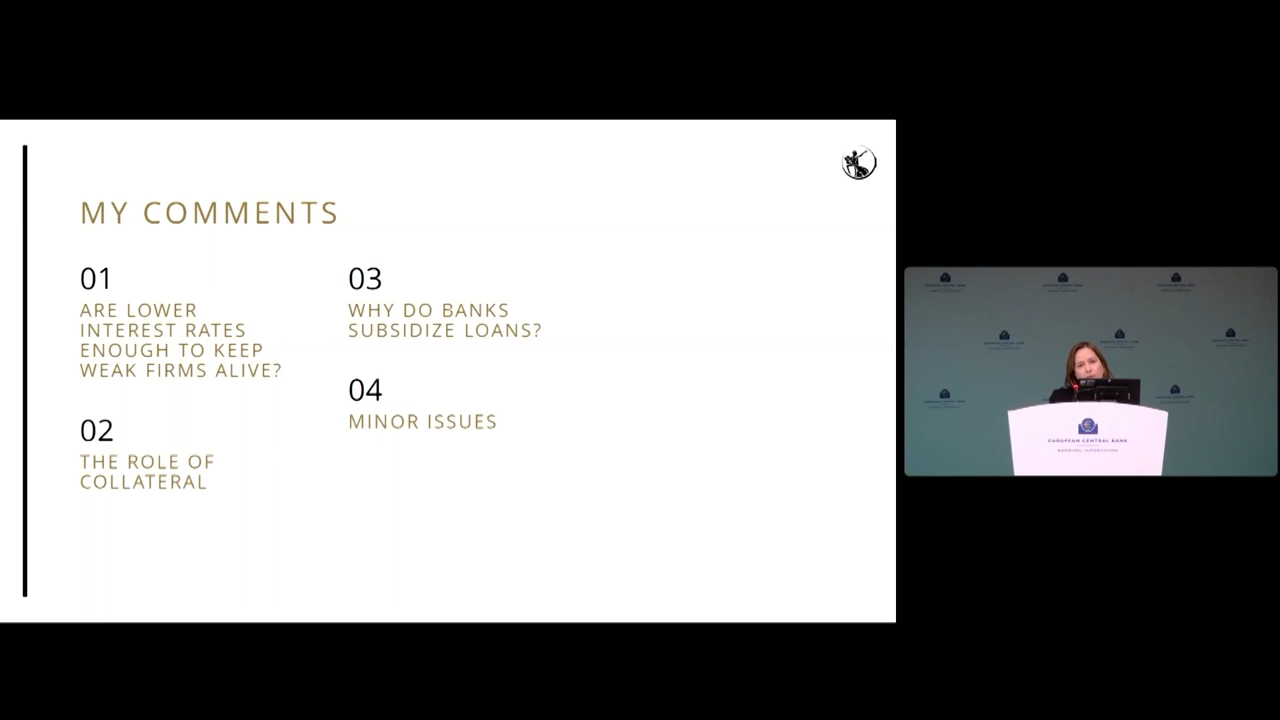 MY COMMENTS
01
ARE LOWER
INTEREST RATES
ENOUGH TO KEEP
WEAK FIRMS ALIVE?
02
THE ROLE OF
COLLATERAL
03
WHY DO BANKS
SUBSIDIZE LOANS?
04
MINOR ISSUES
EUROPEAN CENTRAL BANK
BANKING SUPERVISION